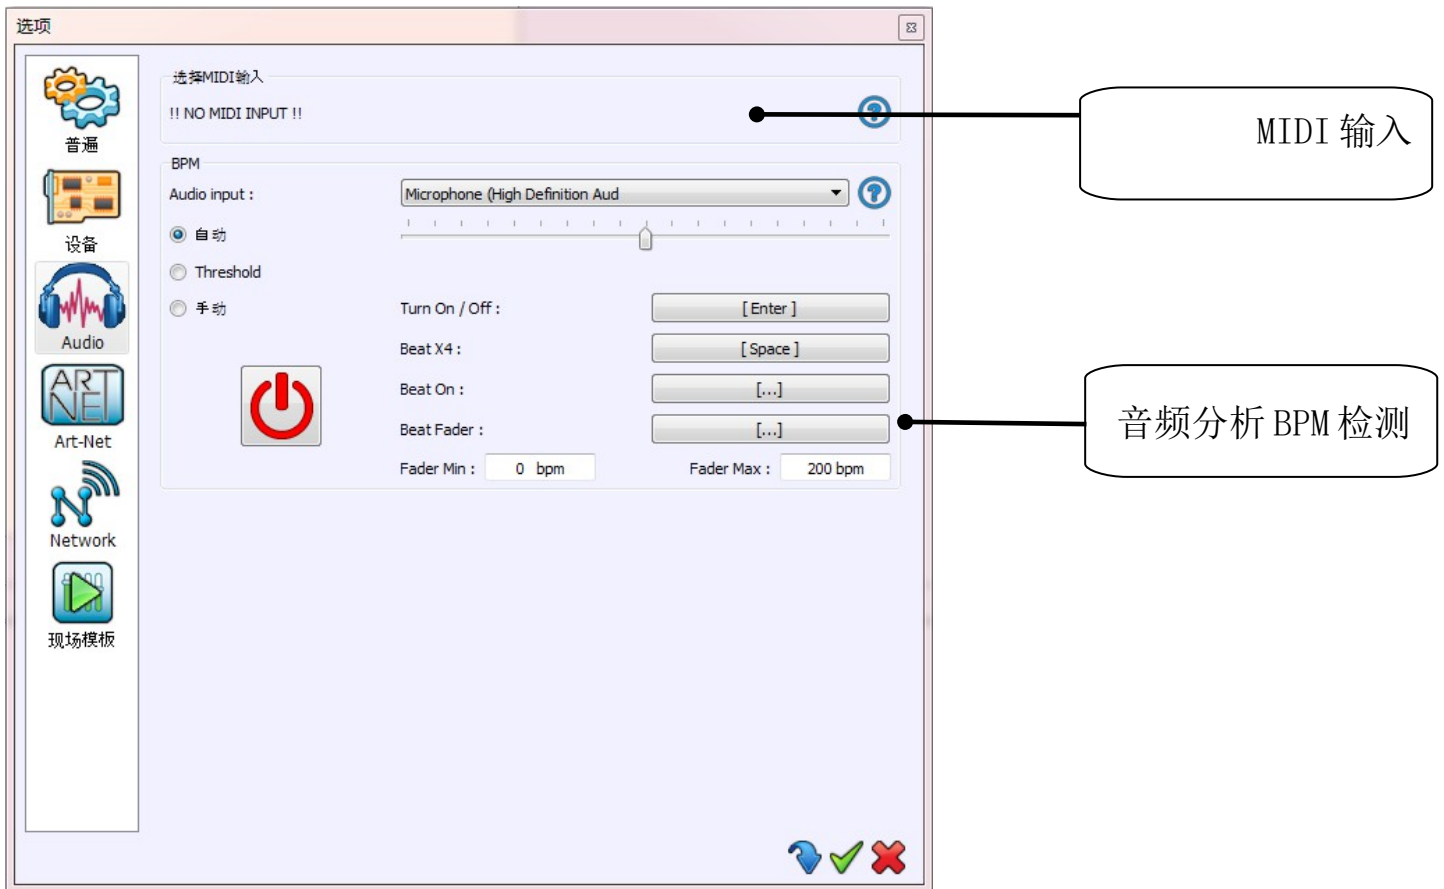 选项
普遍
设备
Audio
ART
NET
Art-Net
Network
现场模板
选择MIDI输入
!! NO MIDI INPUT !!
BPM
Audio input :
Microphone (High Definition Aud
自动
Threshold
手动
Turn On / Off :
[ Enter ]
Beat X4 :
[ Space ]
Beat On :
[...]
Beat Fader :
[...]
Fader Min :
0 bpm
Fader Max :
200 bpm
MIDI 输入
音频分析 BPM 检测